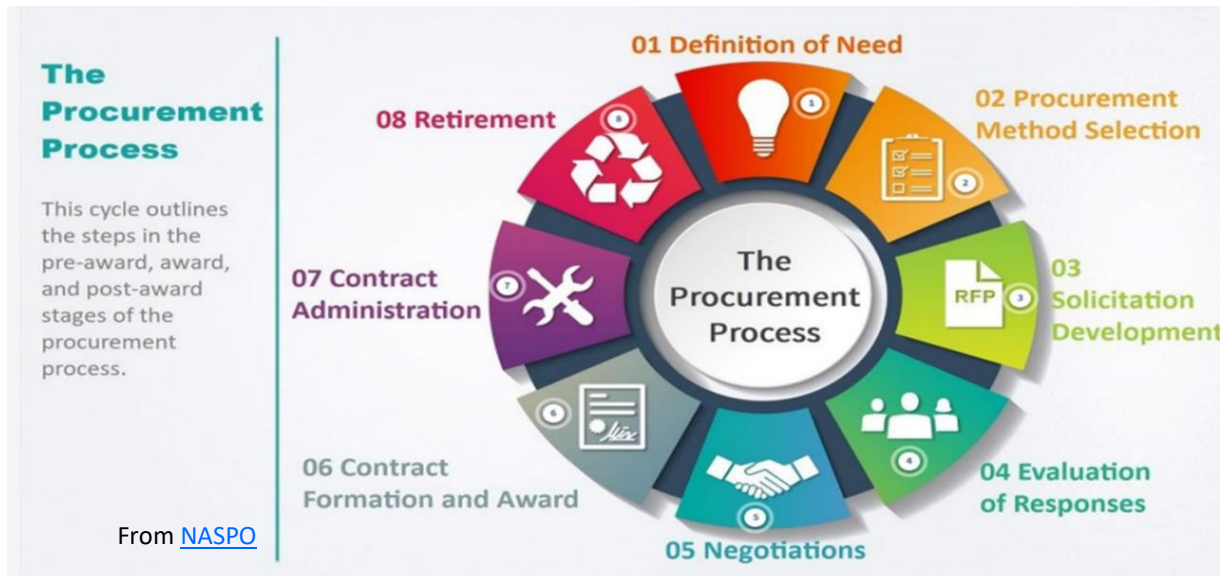 The
Procurement
Process
This cycle outlines
the steps in the
pre-award, award,
and post-award
stages of the
procurement
process.
From NASPO
01 Definition of Need
1
02 Procurement
Method Selection
2
03
Solicitation
Development
RFP
3
04 Evaluation
of Responses
4
05 Negotiations
5
06 Contract
Formation and Award
6
07 Contract
Administration
7
08 Retirement
8
The
Procurement
Process